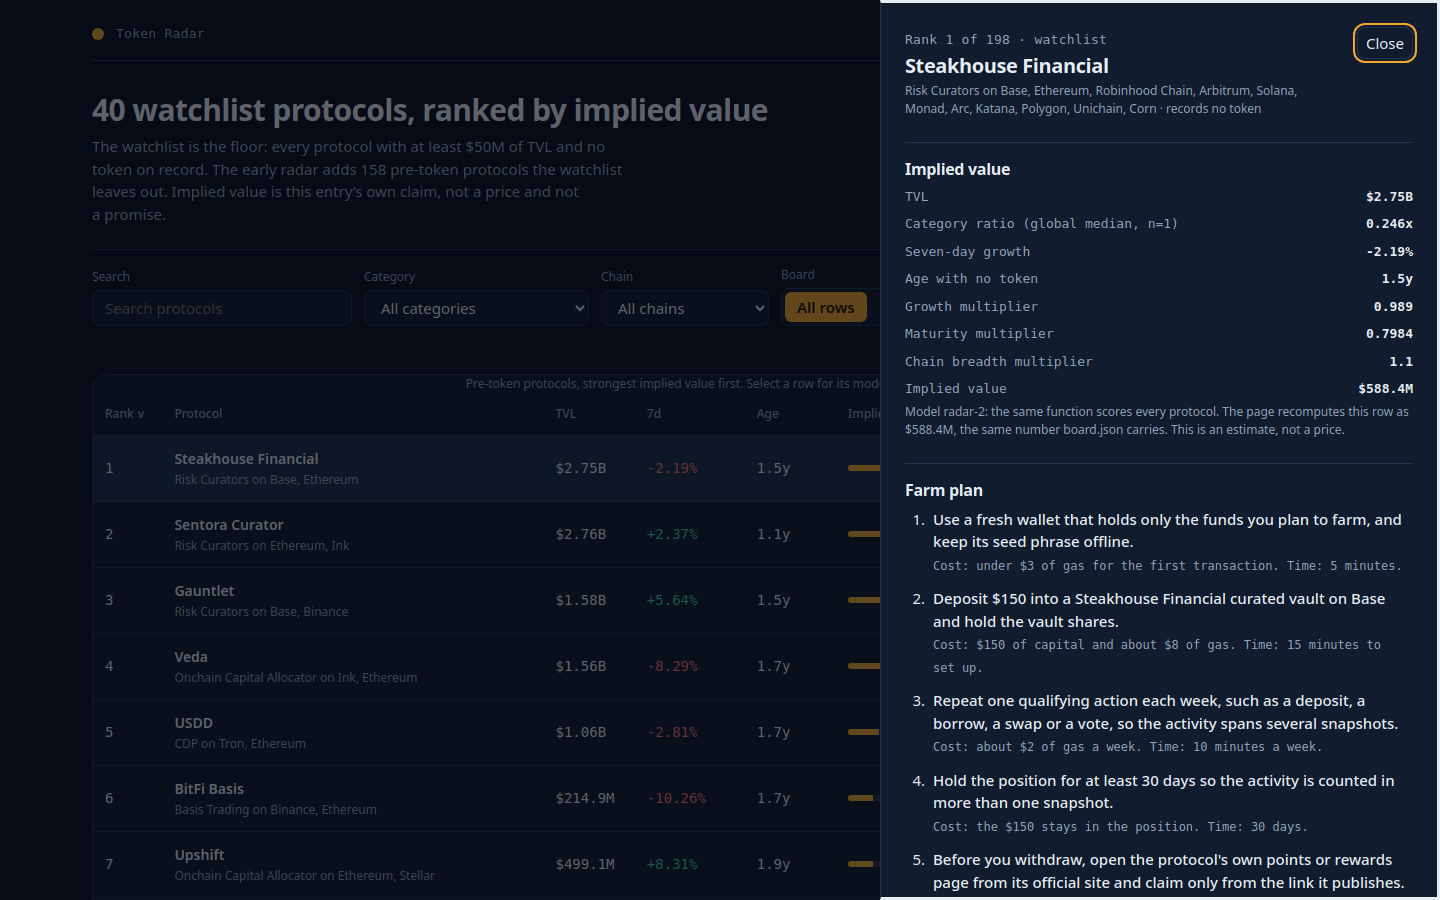 Token Radar
40 watchlist protocols, ranked by implied value
The watchlist is the floor: every protocol with at least $50M of TVL and no
token on record. The early radar adds 158 pre-token protocols the watchlist
leaves out. Implied value is this entry’s own claim, not a price and not
a promise.
Search
Category
Chain
Board
Search protocols
All categories
All chains
All rows
Pre-token protocols, strongest implied value first. Select a row for its mod
Rank v
Protocol
TVL
7d
Age
1
Steakhouse Financial
Risk Curators on Base, Ethereum
$2.75B
-2.19%
1.5y
2
Sentora Curator
Risk Curators on Ethereum, Ink
$2.76B
+2.37%
1.1y
3
Gauntlet
Risk Curators on Base, Binance
$1.58B
+5.64%
1.5y
4
Veda
Onchain Capital Allocator on Ink, Ethereum
$1.56B
-8.29%
1.7y
5
USDD
CDP on Tron, Ethereum
$1.06B
-2.81%
1.7y
6
BitFi Basis
Basis Trading on Binance, Ethereum
$214.9M
-10.26%
1.7y
7
Upshift
Onchain Capital Allocator on Ethereum, Stellar
$499.1M
+8.31%
1.9y
Rank 1 of 198 · watchlist
Close
Steakhouse Financial
Risk Curators on Base, Ethereum, Robinhood Chain, Arbitrum, Solana,
Monad, Arc, Katana, Polygon, Unichain, Corn · records no token
Implied value
TVL $2.75B
Category ratio (global median, n=1) 0.246x
Seven-day growth -2.19%
Age with no token 1.5y
Growth multiplier 0.989
Maturity multiplier 0.7984
Chain breadth multiplier 1.1
Implied value $588.4M
Model radar-2: the same function scores every protocol. The page recomputes this row as
$588.4M, the same number board.json carries. This is an estimate, not a price.
Farm plan
1. Use a fresh wallet that holds only the funds you plan to farm, and
keep its seed phrase offline.
Cost: under $3 of gas for the first transaction. Time: 5 minutes.
2. Deposit $150 into a Steakhouse Financial curated vault on Base
and hold the vault shares.
Cost: $150 of capital and about $8 of gas. Time: 15 minutes to
set up.
3. Repeat one qualifying action each week, such as a deposit, a
borrow, a swap or a vote, so the activity spans several snapshots.
Cost: about $2 of gas a week. Time: 10 minutes a week.
4. Hold the position for at least 30 days so the activity is counted in
more than one snapshot.
Cost: the $150 stays in the position. Time: 30 days.
5. Before you withdraw, open the protocol's own points or rewards
page from its official site and claim only from the link it publishes.